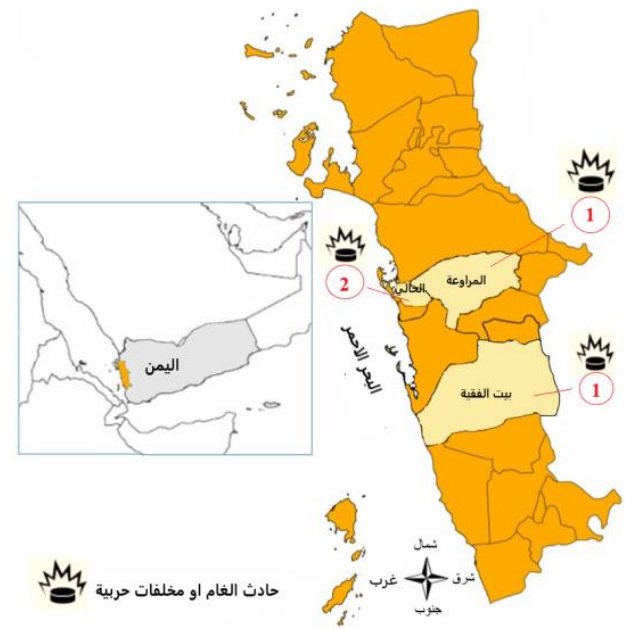 1
المراوعة
الحالي
2
البحر الأحمر
اليمن
بيت الفقية
1
شمال
غرب
شرق
جنوب
حادث الغام او مخلفات حربية